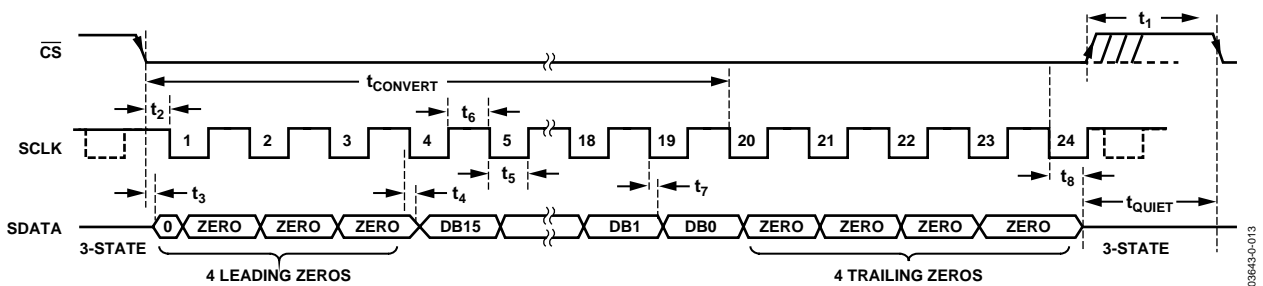 t1
CS
tCONVERT
t2
t6
1 2 3 4 5 18 19 20 21 22 23 24
SCLK
t5
t7
t8
t3
t4
tQUIET
SDATA
0 ZERO ZERO ZERO DB15 DB1 DB0 ZERO ZERO ZERO ZERO
3-STATE
3-STATE
4 LEADING ZEROS
4 TRAILING ZEROS
03643-0-013